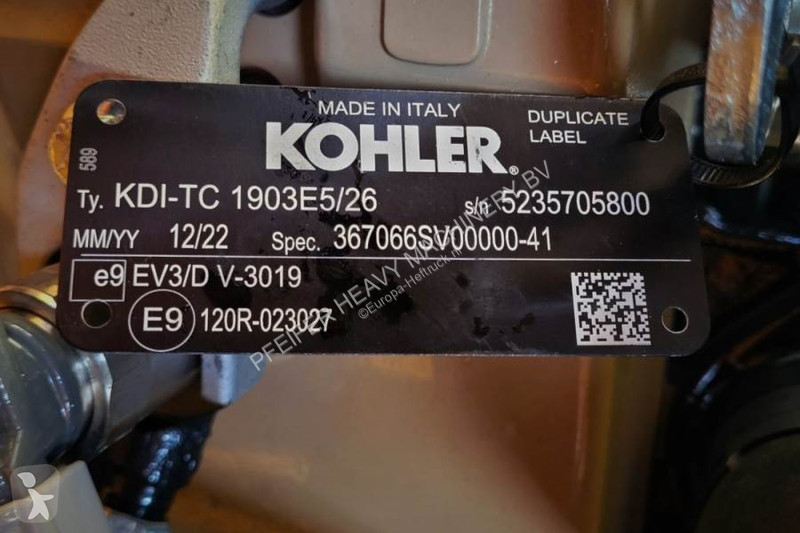 MADE IN ITALY
DUPLICATE
LABEL
KOHLER®
589
Ty. KDI-TC 1903E5/26 s/n 5235705800
MM/YY 12/22 Spec. 367066SV00000-41
e9 EV3/D V-3019
E9 120R-023027
PFEIFER HEAVY MACHINERY BV
©Europa-Heftruck.nl